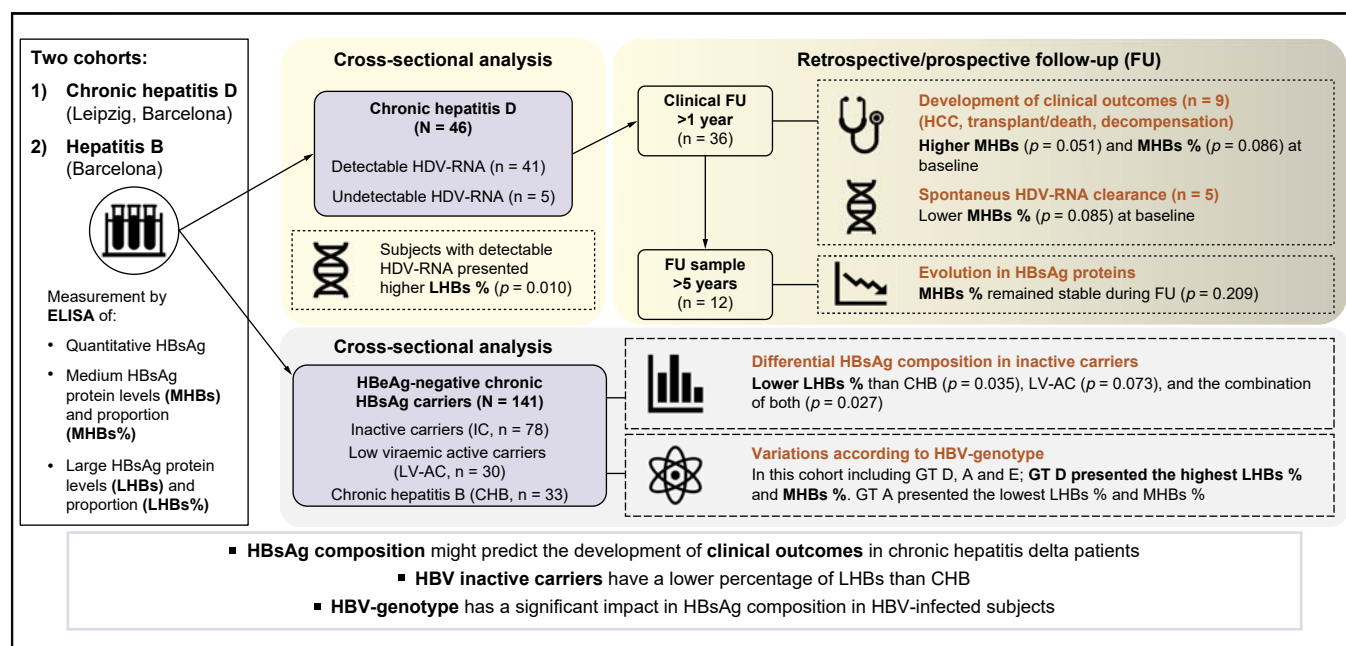 Two cohorts:
1) Chronic hepatitis D
(Leipzig, Barcelona)
2) Hepatitis B
(Barcelona)
Measurement by
ELISA of:
• Quantitative HBsAg
• Medium HBsAg
protein levels (MHBs)
and proportion
(MHBs%)
• Large HBsAg protein
levels (LHBs) and
proportion (LHBs%)
Cross-sectional analysis
Chronic hepatitis D
(N = 46)
Detectable HDV-RNA (n = 41)
Undetectable HDV-RNA (n = 5)
Subjects with detectable
HDV-RNA presented
higher LHBs % (p = 0.010)
Retrospective/prospective follow-up (FU)
Clinical FU
>1 year
(n = 36)
FU sample
>5 years
(n = 12)
Development of clinical outcomes (n = 9)
(HCC, transplant/death, decompensation)
Higher MHBs (p = 0.051) and MHBs % (p = 0.086) at
baseline
Spontaneus HDV-RNA clearance (n = 5)
Lower MHBs % (p = 0.085) at baseline
Evolution in HBsAg proteins
MHBs % remained stable during FU (p = 0.209)
Cross-sectional analysis
HBeAg-negative chronic
HBsAg carriers (N = 141)
Inactive carriers (IC, n = 78)
Low viraemic active carriers
(LV-AC, n = 30)
Chronic hepatitis B (CHB, n = 33)
Differential HBsAg composition in inactive carriers
Lower LHBs % than CHB (p = 0.035), LV-AC (p = 0.073), and the combination
of both (p = 0.027)
Variations according to HBV-genotype
In this cohort including GT D, A and E; GT D presented the highest LHBs %
and MHBs %. GT A presented the lowest LHBs % and MHBs %
▪ HBsAg composition might predict the development of clinical outcomes in chronic hepatitis delta patients
▪ HBV inactive carriers have a lower percentage of LHBs than CHB
▪ HBV-genotype has a significant impact in HBsAg composition in HBV-infected subjects